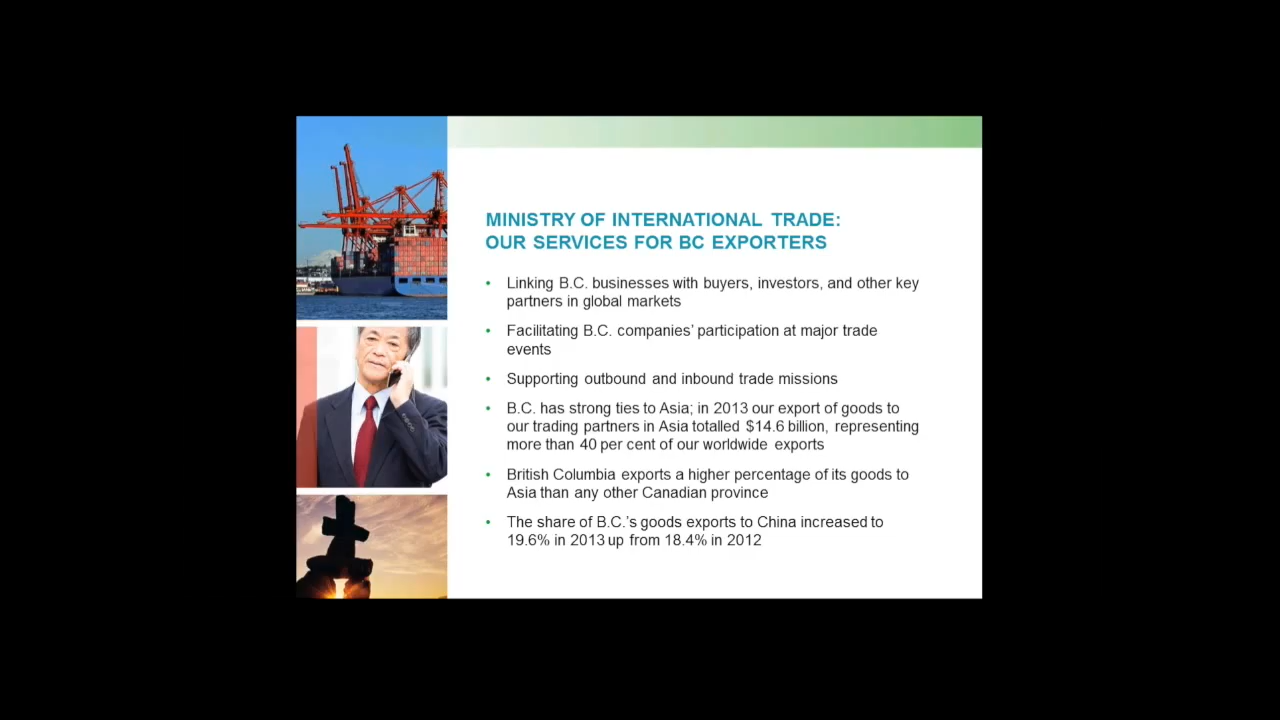 MINISTRY OF INTERNATIONAL TRADE:
OUR SERVICES FOR BC EXPORTERS
• Linking B.C. businesses with buyers, investors, and other key
partners in global markets
• Facilitating B.C. companies' participation at major trade
events
• Supporting outbound and inbound trade missions
• B.C. has strong ties to Asia; in 2013 our export of goods to
our trading partners in Asia totalled $14.6 billion, representing
more than 40 per cent of our worldwide exports
• British Columbia exports a higher percentage of its goods to
Asia than any other Canadian province
• The share of B.C.'s goods exports to China increased to
19.6% in 2013 up from 18.4% in 2012